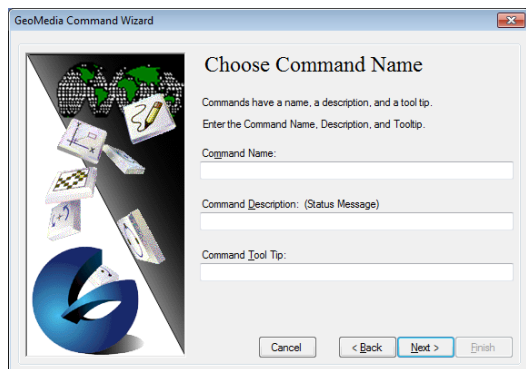 GeoMedia Command Wizard
Choose Command Name
Commands have a name, a description, and a tool tip.
Enter the Command Name, Description, and Tooltip.
Command Name:
Command Description: (Status Message)
Command Tool Tip:
Cancel
< Back
Next >
Finish